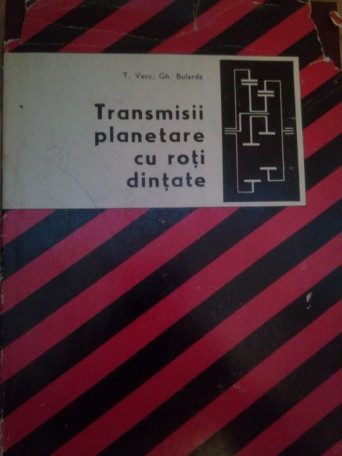 T. Vasu, Gh. Bularda
Transmisii
planetare
cu roți
dințate